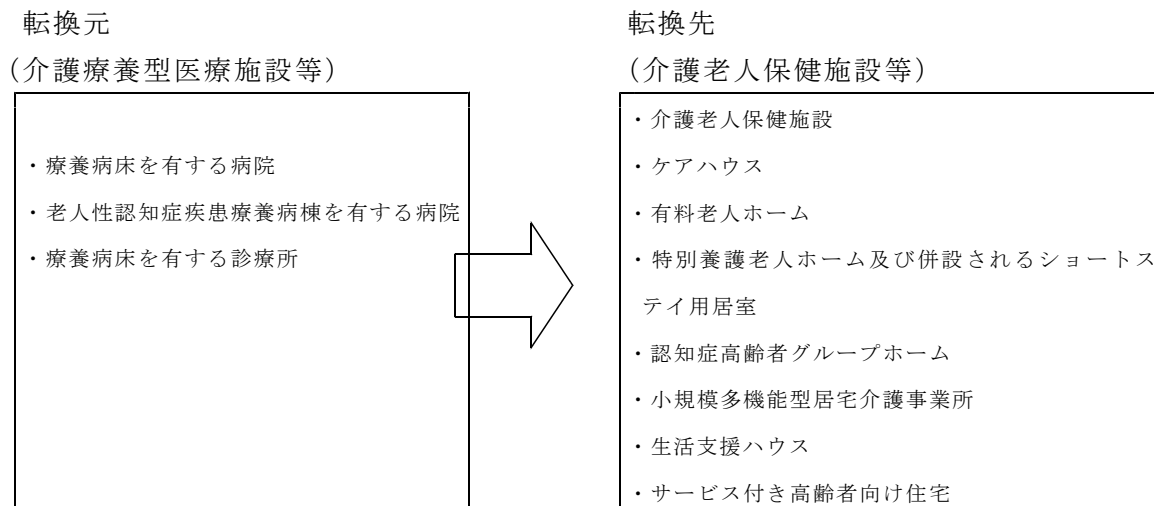 転換元
（介護療養型医療施設等）
・療養病床を有する病院
・老人性認知症疾患療養病棟を有する病院
・療養病床を有する診療所
転換先
（介護老人保健施設等）
・介護老人保健施設
・ケアハウス
・有料老人ホーム
・特別養護老人ホーム及び併設されるショートス
テイ用居室
・認知症高齢者グループホーム
・小規模多機能型居宅介護事業所
・生活支援ハウス
・サービス付き高齢者向け住宅